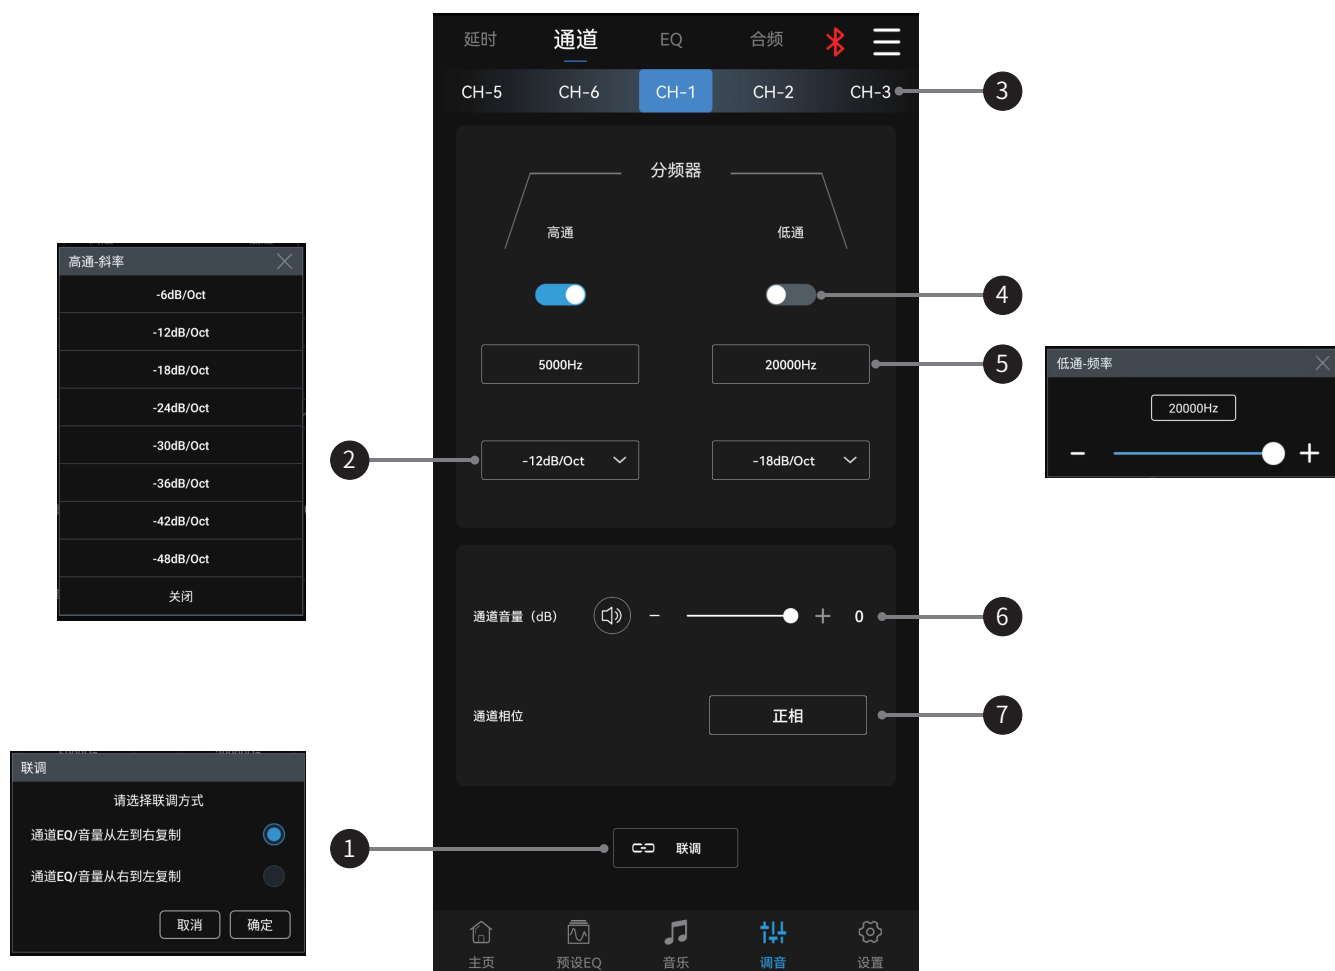 延时 通道 EQ 合频
CH-5 CH-6 CH-1 CH-2 CH-3
3
分频器
高通 低通
4
5000Hz 20000Hz
5
-12dB/Oct -18dB/Oct
2
通道音量（dB） － ＋ 0
6
通道相位 正相
7
联调
1
主页 预设EQ 音乐 调音 设置
高通-斜率
-6dB/Oct
-12dB/Oct
-18dB/Oct
-24dB/Oct
-30dB/Oct
-36dB/Oct
-42dB/Oct
-48dB/Oct
关闭
低通-频率
20000Hz
－ ＋
联调
请选择联调方式
通道EQ/音量从左到右复制
通道EQ/音量从右到左复制
取消 确定